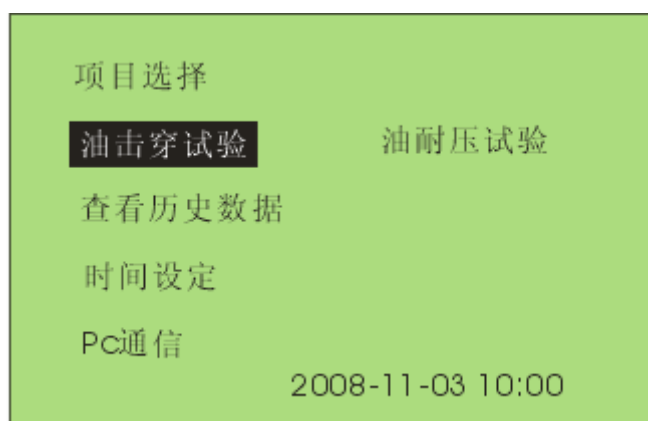 项目选择
油击穿试验 油耐压试验
查看历史数据
时间设定
Pc通信
2008-11-03 10:00